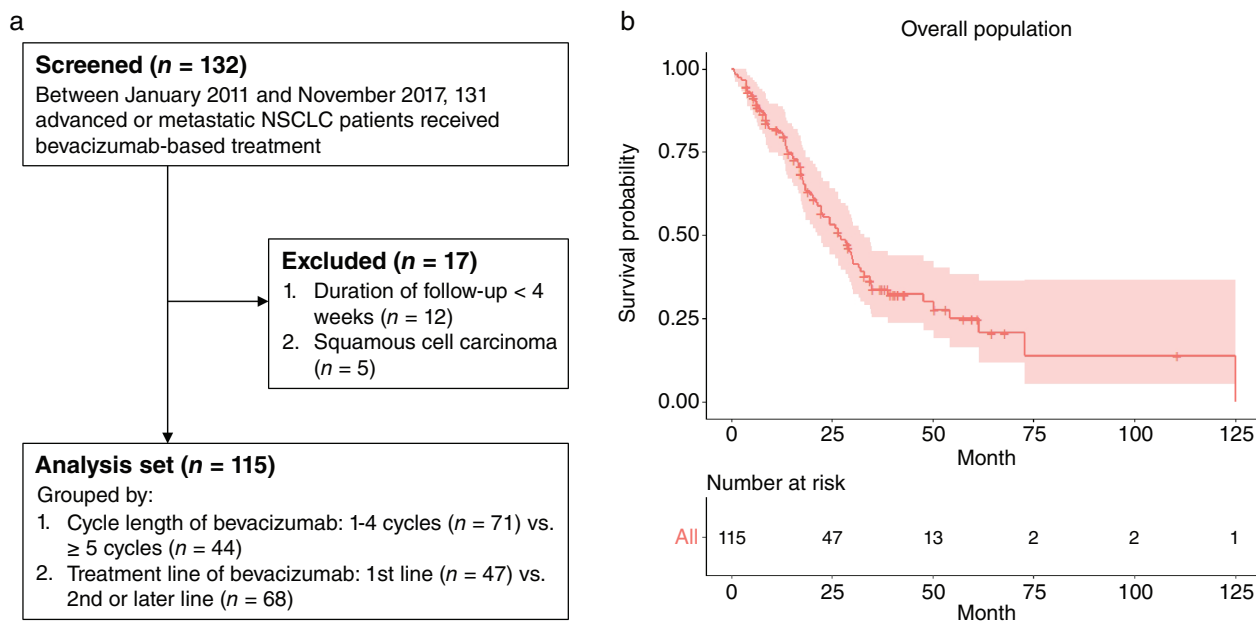 a
Screened (n = 132)
Between January 2011 and November 2017, 131
advanced or metastatic NSCLC patients received
bevacizumab-based treatment
Excluded (n = 17)
1. Duration of follow-up < 4
weeks (n = 12)
2. Squamous cell carcinoma
(n = 5)
Analysis set (n = 115)
Grouped by:
1. Cycle length of bevacizumab: 1-4 cycles (n = 71) vs.
≥ 5 cycles (n = 44)
2. Treatment line of bevacizumab: 1st line (n = 47) vs.
2nd or later line (n = 68)
b
Overall population
Survival probability
1.00
0.75
0.50
0.25
0.00
0 25 50 75 100 125
Month
Number at risk
All 115 47 13 2 2 1
0 25 50 75 100 125
Month